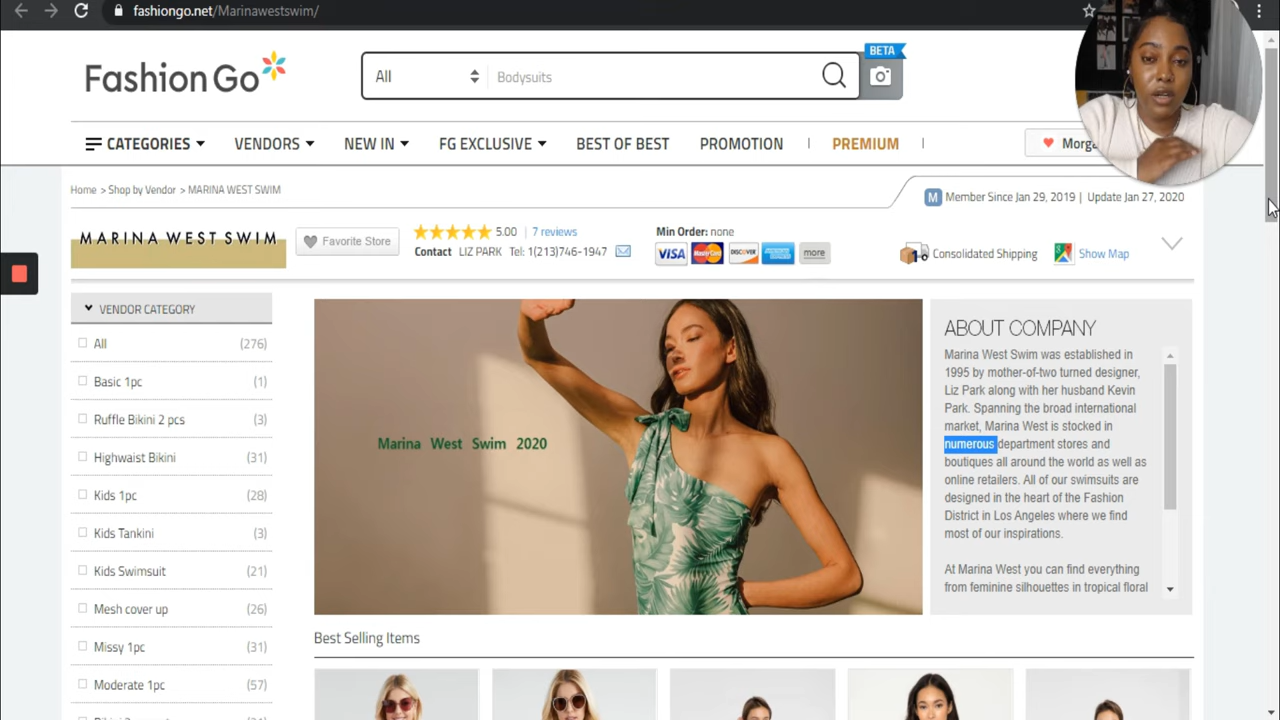 fashiongo.net/Marinawestswim/
FashionGo
All
Bodysuits
BETA
CATEGORIES
VENDORS
NEW IN
FG EXCLUSIVE
BEST OF BEST
PROMOTION
PREMIUM
Home > Shop by Vendor > MARINA WEST SWIM
M Member Since Jan 29, 2019 | Update Jan 27, 2020
MARINA WEST SWIM
Favorite Store
5.00 | 7 reviews
Contact LIZ PARK Tel: 1(213)746-1947
Min Order: none
VISA MasterCard DISCOVER AMERICAN EXPRESS more
Consolidated Shipping
Show Map
VENDOR CATEGORY
All (276)
Basic 1pc (1)
Ruffle Bikini 2 pcs (3)
Highwaist Bikini (31)
Kids 1pc (28)
Kids Tankini (3)
Kids Swimsuit (21)
Mesh cover up (26)
Missy 1pc (31)
Moderate 1pc (57)
Marina West Swim 2020
ABOUT COMPANY
Marina West Swim was established in
1995 by mother-of-two turned designer,
Liz Park along with her husband Kevin
Park. Spanning the broad international
market, Marina West is stocked in
numerous department stores and
boutiques all around the world as well as
online retailers. All of our swimsuits are
designed in the heart of the Fashion
District in Los Angeles where we find
most of our inspirations.
At Marina West you can find everything
from feminine silhouettes in tropical floral
Best Selling Items